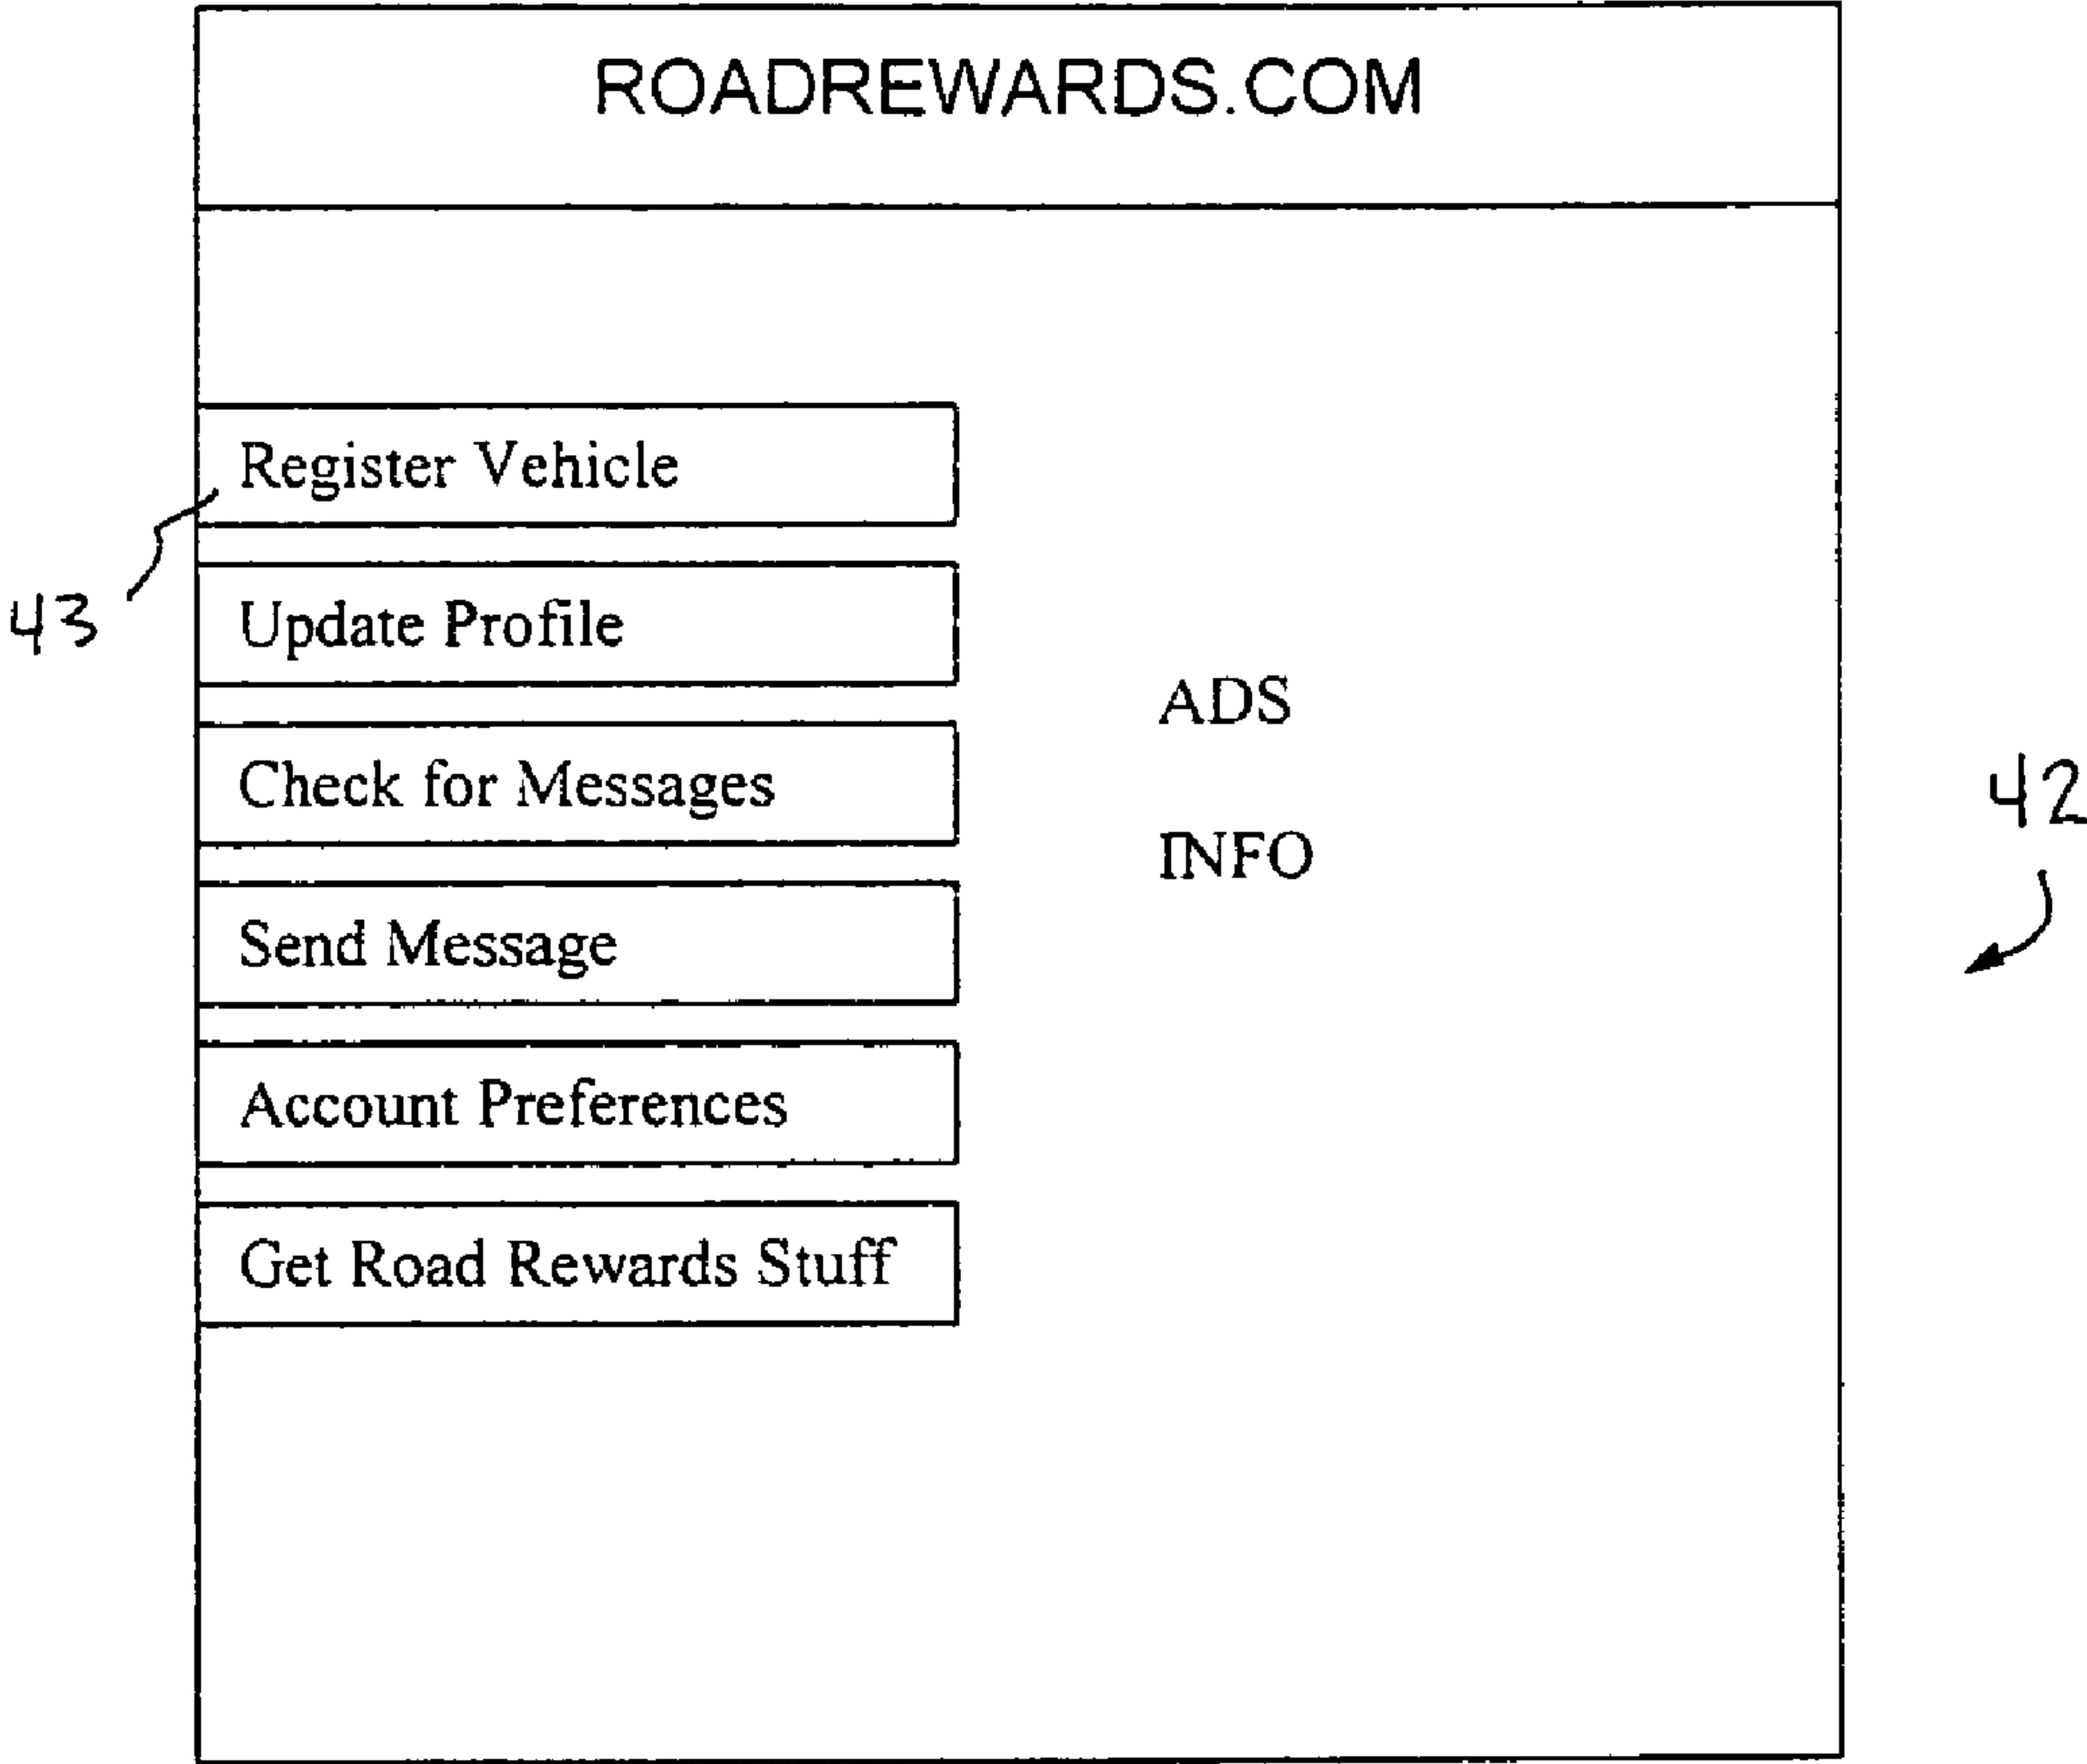 ROADREWARDS.COM
Register Vehicle
43
Update Profile
ADS
Check for Messages
42
INFO
Send Message
Account Preferences
Get Road Rewards Stuff